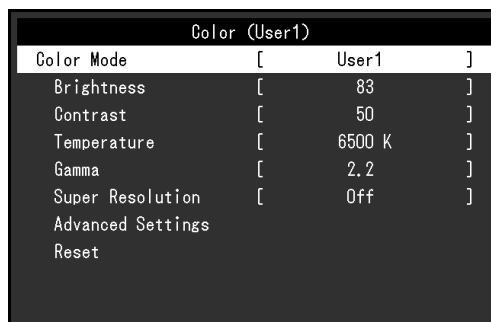 Color (User1)
Color Mode [ User1 ]
Brightness [ 83 ]
Contrast [ 50 ]
Temperature [ 6500 K ]
Gamma [ 2.2 ]
Super Resolution [ Off ]
Advanced Settings
Reset